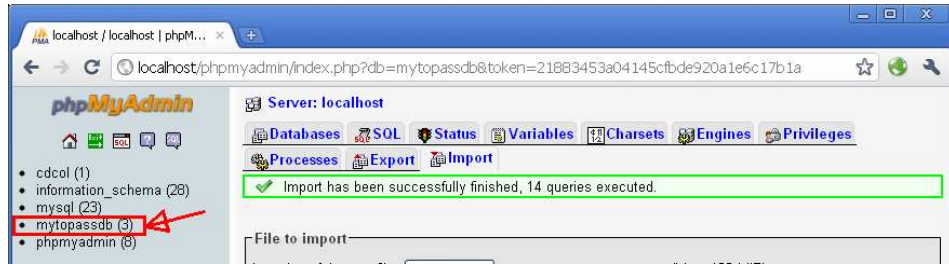 localhost / localhost | phpM...
localhost/phpmyadmin/index.php?db=mytopassdb&token=21883453a04145cfbde920a1e6c17b1a
phpMyAdmin
Server: localhost
Databases SQL Status Variables Charsets Engines Privileges
Processes Export Import
Import has been successfully finished, 14 queries executed.
cdcol (1)
information_schema (28)
mysql (23)
mytopassdb (3)
phpmyadmin (8)
File to import